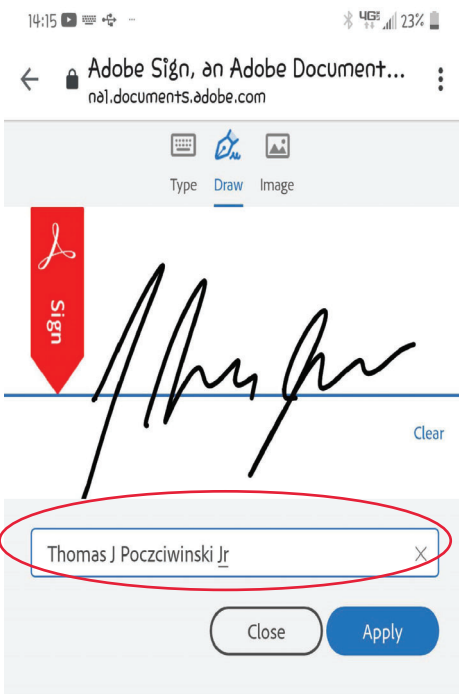 14:15
4G 23%
Adobe Sign, an Adobe Document...
na1.documents.adobe.com
Type Draw Image
Sign
Clear
Thomas J Poczciwinski Jr
Close Apply